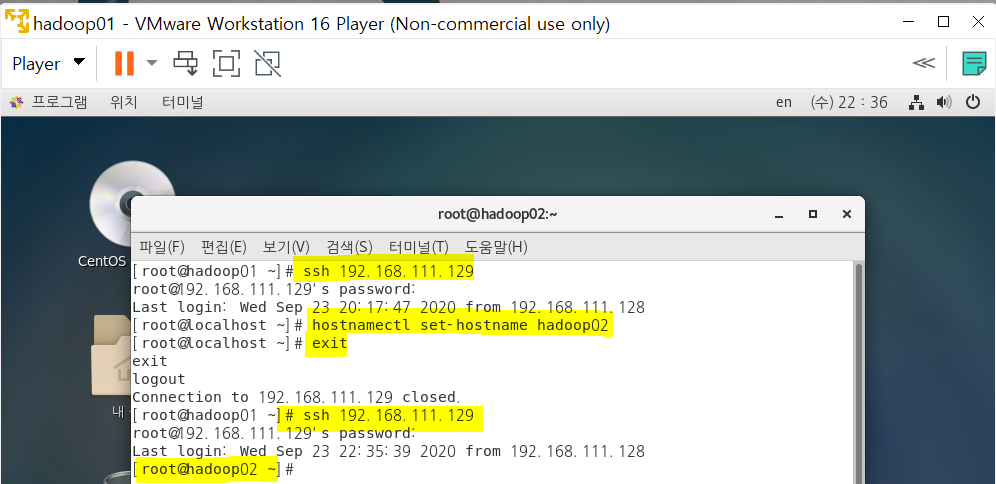 hadoop01 - VMware Workstation 16 Player (Non-commercial use only)
Player
프로그램 위치 터미널 en (수) 22 : 36
CentOS
내
root@hadoop02:~
파일(F) 편집(E) 보기(V) 검색(S) 터미널(T) 도움말(H)
[root@hadoop01 ~]# ssh 192.168.111.129
root@192.168.111.129's password:
Last login: Wed Sep 23 20:17:47 2020 from 192.168.111.128
[root@localhost ~]# hostnamectl set-hostname hadoop02
[root@localhost ~]# exit
exit
logout
Connection to 192.168.111.129 closed.
[root@hadoop01 ~]# ssh 192.168.111.129
root@192.168.111.129's password:
Last login: Wed Sep 23 22:35:39 2020 from 192.168.111.128
[root@hadoop02 ~]#